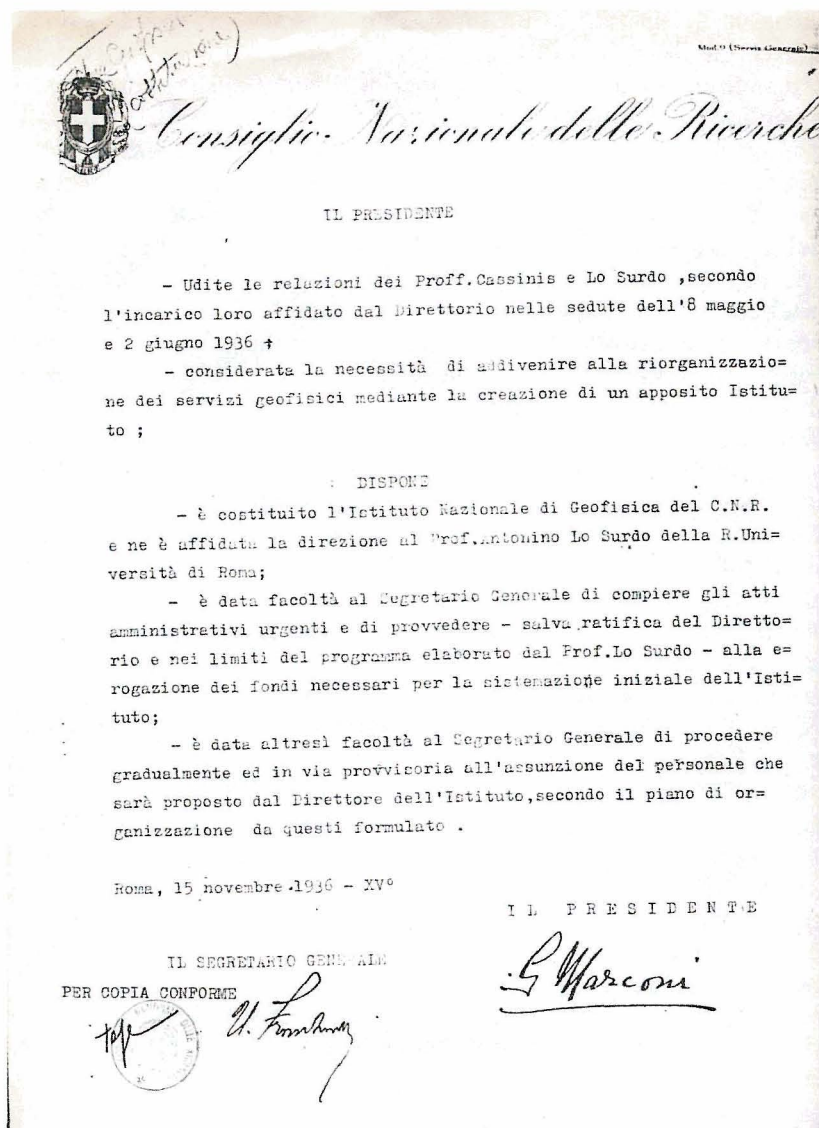 Mod. 9 (Servis Generale)
Consiglio Nazionale delle Ricerche
IL PRESIDENTE
- Udite le relazioni dei Proff.Cassinis e Lo Surdo ,secondo
l'incarico loro affidato dal Direttorio nelle sedute dell'8 maggio
e 2 giugno 1936
- considerata la necessità di addivenire alla riorganizzazio=
ne dei servizi geofisici mediante la creazione di un apposito Istitu=
to ;
DISPONE
- è costituito l'Istituto Nazionale di Geofisica del C.N.R.
e ne è affidata la direzione al Prof.Antonino Lo Surdo della R.Uni=
versità di Roma;
- è data facoltà al Segretario Generale di compiere gli atti
amministrativi urgenti e di provvedere - salva ratifica del Diretto=
rio e nei limiti del programma elaborato dal Prof.Lo Surdo - alla e=
rogazione dei fondi necessari per la sistemazione iniziale dell'Isti=
tuto;
- è data altresì facoltà al Segretario Generale di procedere
gradualmente ed in via provvisoria all'assunzione del personale che
sarà proposto dal Direttore dell'Istituto,secondo il piano di or=
ganizzazione da questi formulato .
Roma, 15 novembre 1936 - XV°
IL PRESIDENTE
IL SEGRETARIO GENERALE
G Marconi
PER COPIA CONFORME